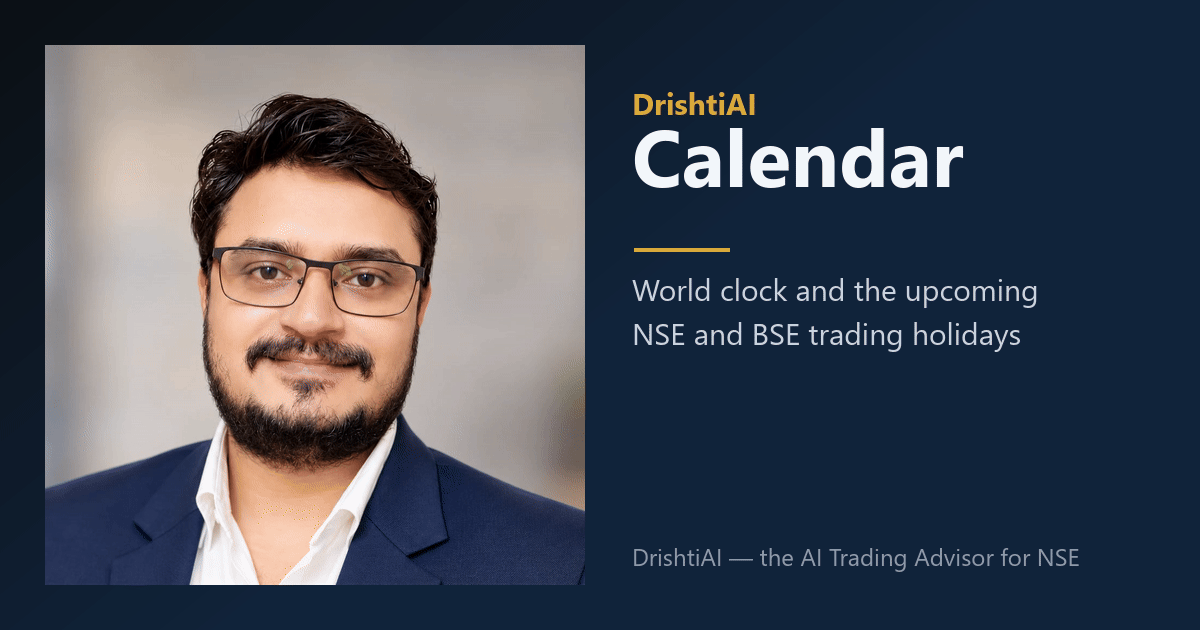 DrishtiAI
Calendar
World clock and the upcoming
NSE and BSE trading holidays
DrishtiAI — the AI Trading Advisor for NSE